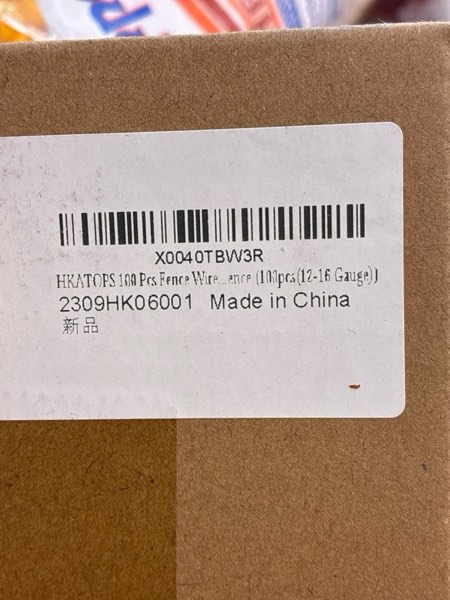 X0040TBW3R
HKATOPS 100 Pcs Fence Wire...ence (100pcs(12-16 Gauge))
2309HK06001 Made in China
新品